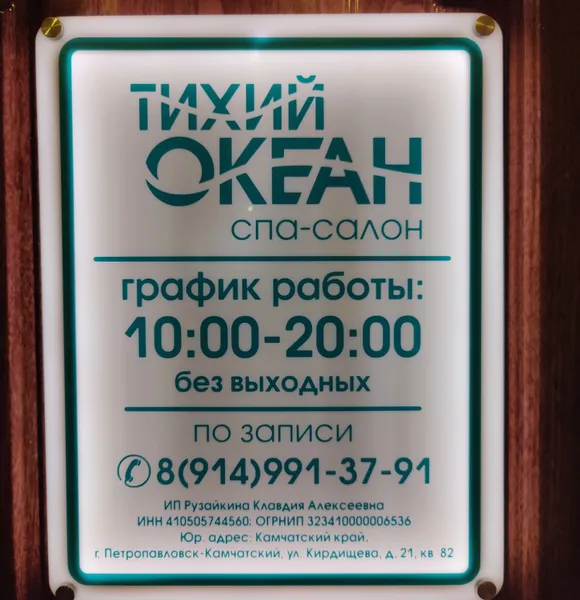 ТИХИЙ
ОКЕАН
спа-салон
график работы:
10:00-20:00
без выходных
по записи
8(914)991-37-91
ИП Рузайкина Клавдия Алексеевна
ИНН 410505744560; ОГРНИП 323410000006536
Юр. адрес: Камчатский край,
г. Петропавловск-Камчатский, ул. Кирдищева, д. 21, кв 82